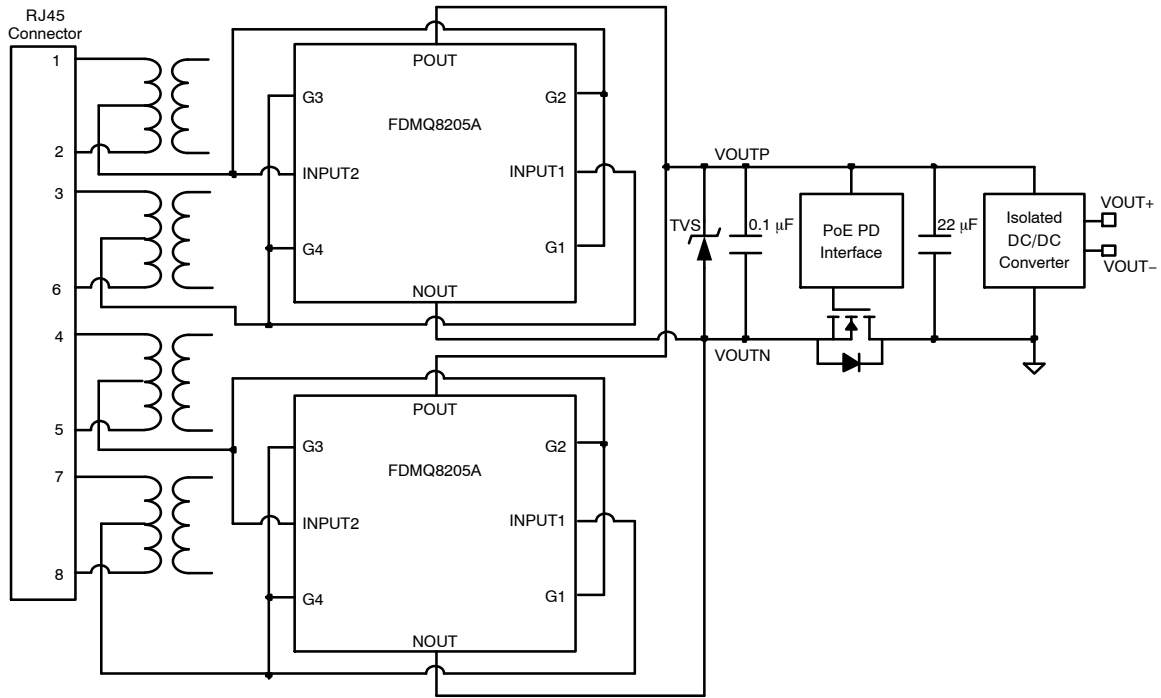 RJ45
Connector
1
2
3
6
4
5
7
8
POUT
G3
G2
FDMQ8205A
INPUT2
INPUT1
G4
G1
NOUT
POUT
G3
G2
FDMQ8205A
INPUT2
INPUT1
G4
G1
NOUT
VOUTP
TVS
0.1 μF
PoE PD
Interface
22 μF
Isolated
DC/DC
Converter
VOUT+
VOUT−
VOUTN